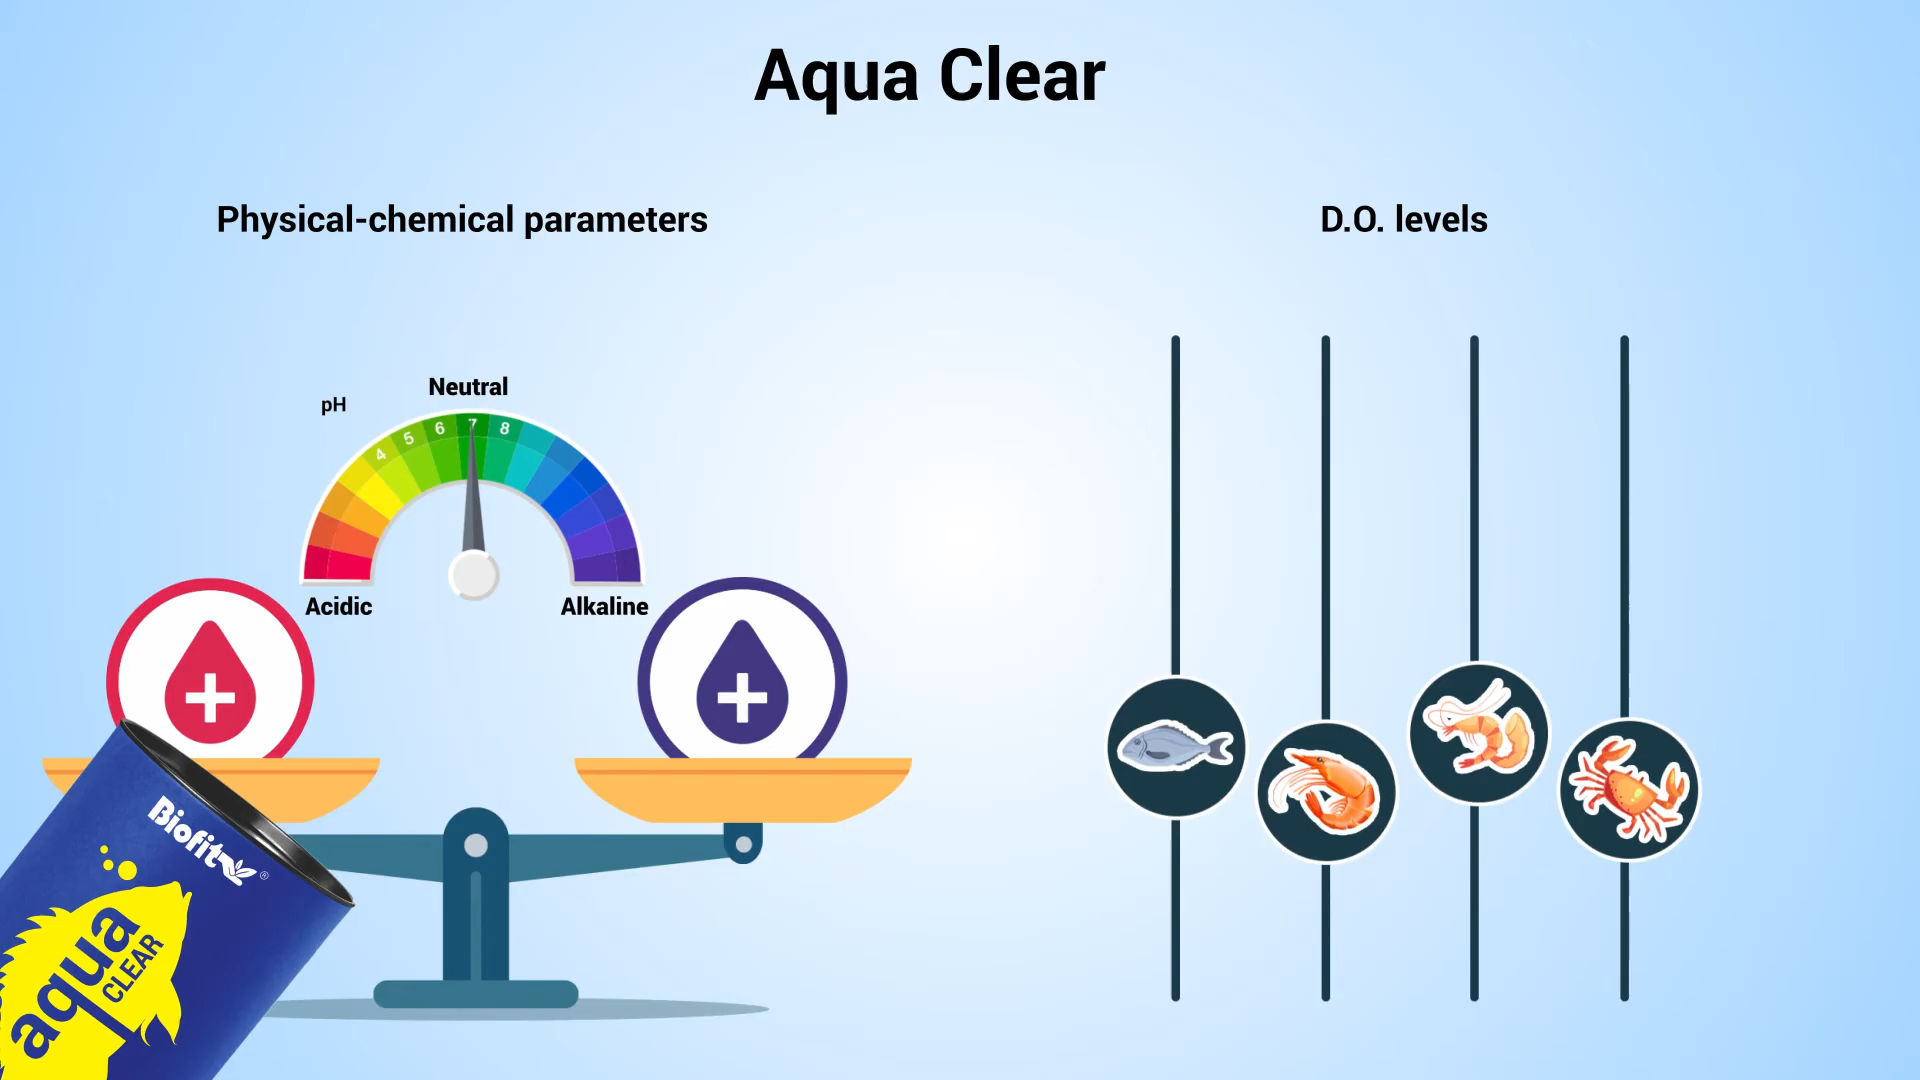 Aqua Clear
Physical-chemical parameters
D.O. levels
Neutral
pH
4 5 6 7 8
Acidic
Alkaline
Biofit ®
aqua
CLEAR